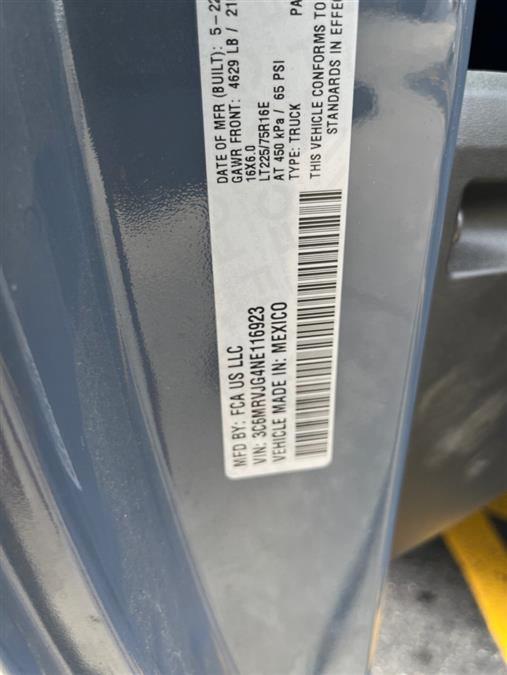 MFD BY: FCA US LLC
DATE OF MFR (BUILT): 5-22
GAWR FRONT: 4629 LB / 21
16X6.0
LT225/75R16E
AT 450 kPa / 65 PSI
TYPE: TRUCK
THIS VEHICLE CONFORMS TO
STANDARDS IN EFFE
VIN: 3C6MRVJG4NE116923
VEHICLE MADE IN: MEXICO